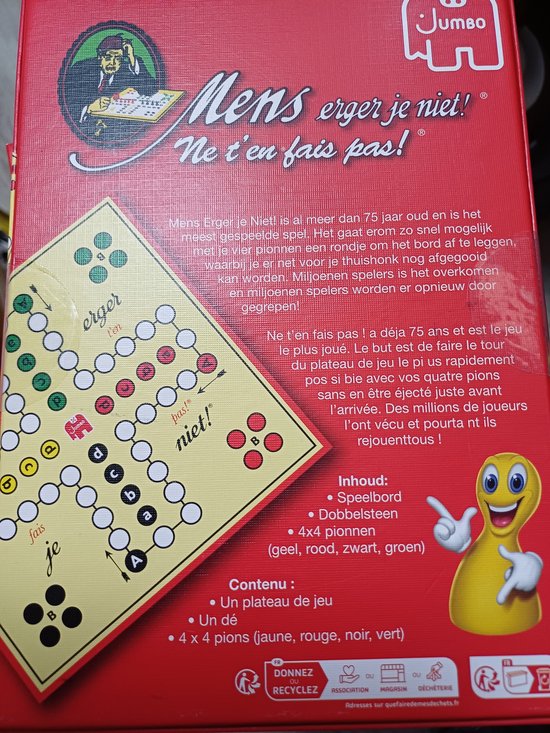 JUMBO
Mens erger je niet! ®
Ne t'en fais pas! ®
Mens Erger je Niet! is al meer dan 75 jaar oud en is het
meest gespeelde spel. Het gaat erom zo snel mogelijk
met je vier pionnen een rondje om het bord af te leggen,
waarbij je er net voor je thuishonk nog afgegooid
kan worden. Miljoenen spelers is het overkomen
en miljoenen spelers worden er opnieuw door
gegrepen!
Ne t'en fais pas ! a déja 75 ans et est le jeu
le plus joué. Le but est de faire le tour
du plateau de jeu le pi us rapidement
pos si bie avec vos quatre pions
sans en être éjecté juste avant
l'arrivée. Des millions de joueurs
l'ont vécu et pourta nt ils
rejouenttous !
erger
t'en
pas!®
niet!®
fais
je
B
B
B
A
a
b
c
d
b
c
d
Inhoud:
• Speelbord
• Dobbelsteen
• 4x4 pionnen
(geel, rood, zwart, groen)
Contenu :
• Un plateau de jeu
• Un dé
• 4 x 4 pions (jaune, rouge, noir, vert)
FR
DONNEZ
OU
RECYCLEZ
ASSOCIATION
OU
MAGASIN
OU
DÉCHÈTERIE
Adresses sur quefairedemesdechets.fr
FR